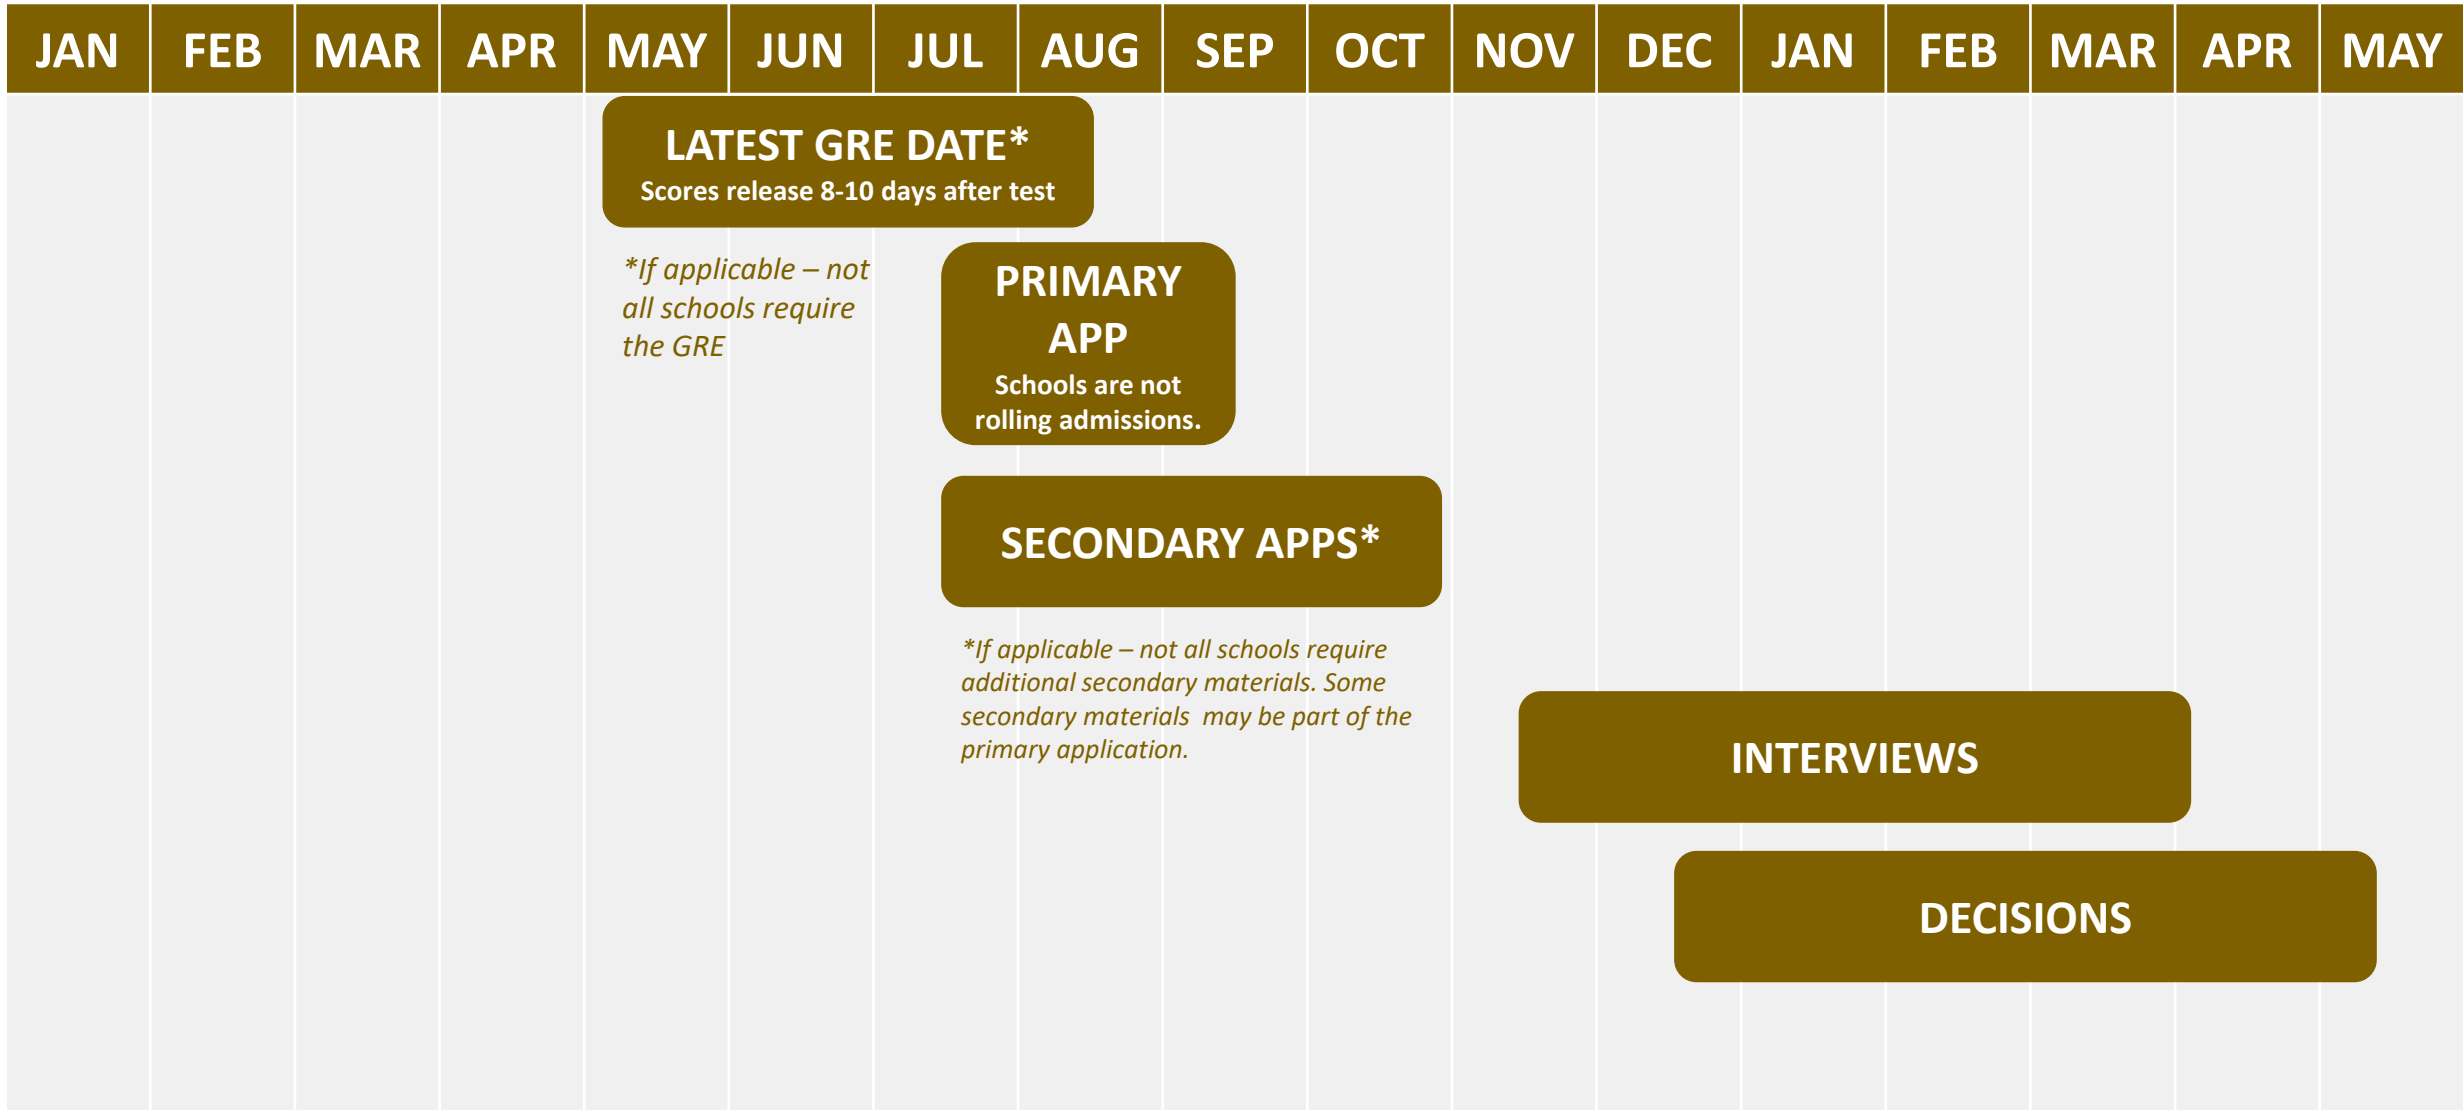 JAN FEB MAR APR MAY JUN JUL AUG SEP OCT NOV DEC JAN FEB MAR APR MAY
LATEST GRE DATE*
Scores release 8-10 days after test
*If applicable – not
all schools require
the GRE
PRIMARY
APP
Schools are not
rolling admissions.
SECONDARY APPS*
*If applicable – not all schools require
additional secondary materials. Some
secondary materials  may be part of the
primary application.
INTERVIEWS
DECISIONS